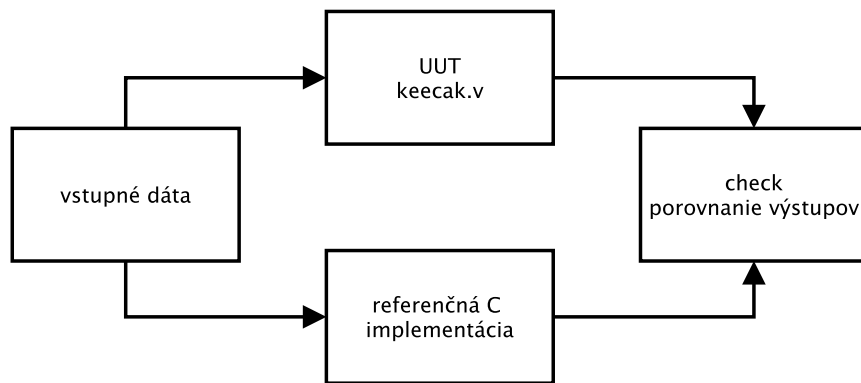 UUT
keecak.v
vstupné dáta
check
porovnanie výstupov
referenčná C
implementácia